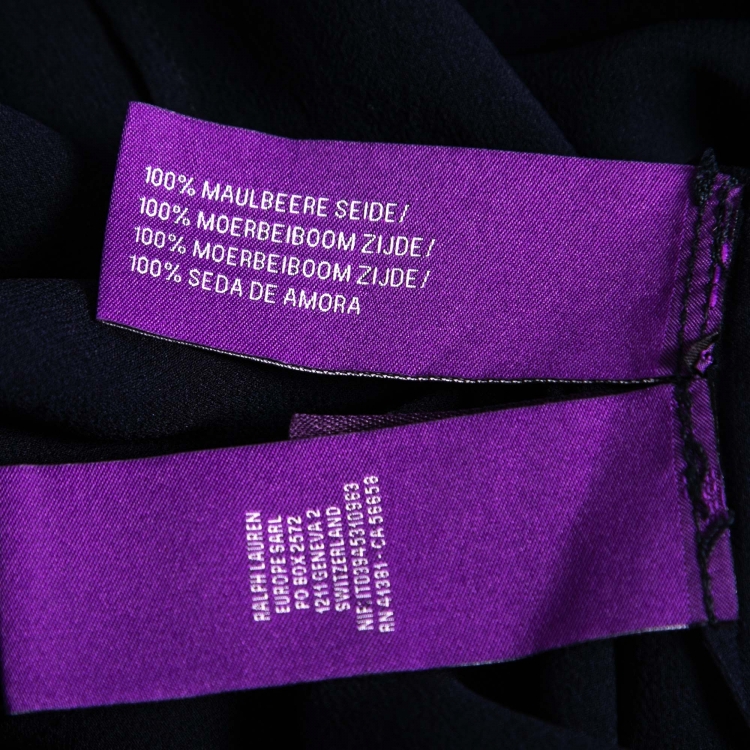 100% MAULBEERE SEIDE/
100% MOERBEIBOOM ZIJDE/
100% MOERBEIBOOM ZIJDE/
100% SEDA DE AMORA
RALPH LAUREN
EUROPE SARL
PO BOX 2572
1211 GENEVA 2
SWITZERLAND
NIF:IT03945310963
RN 41381 - CA 56658